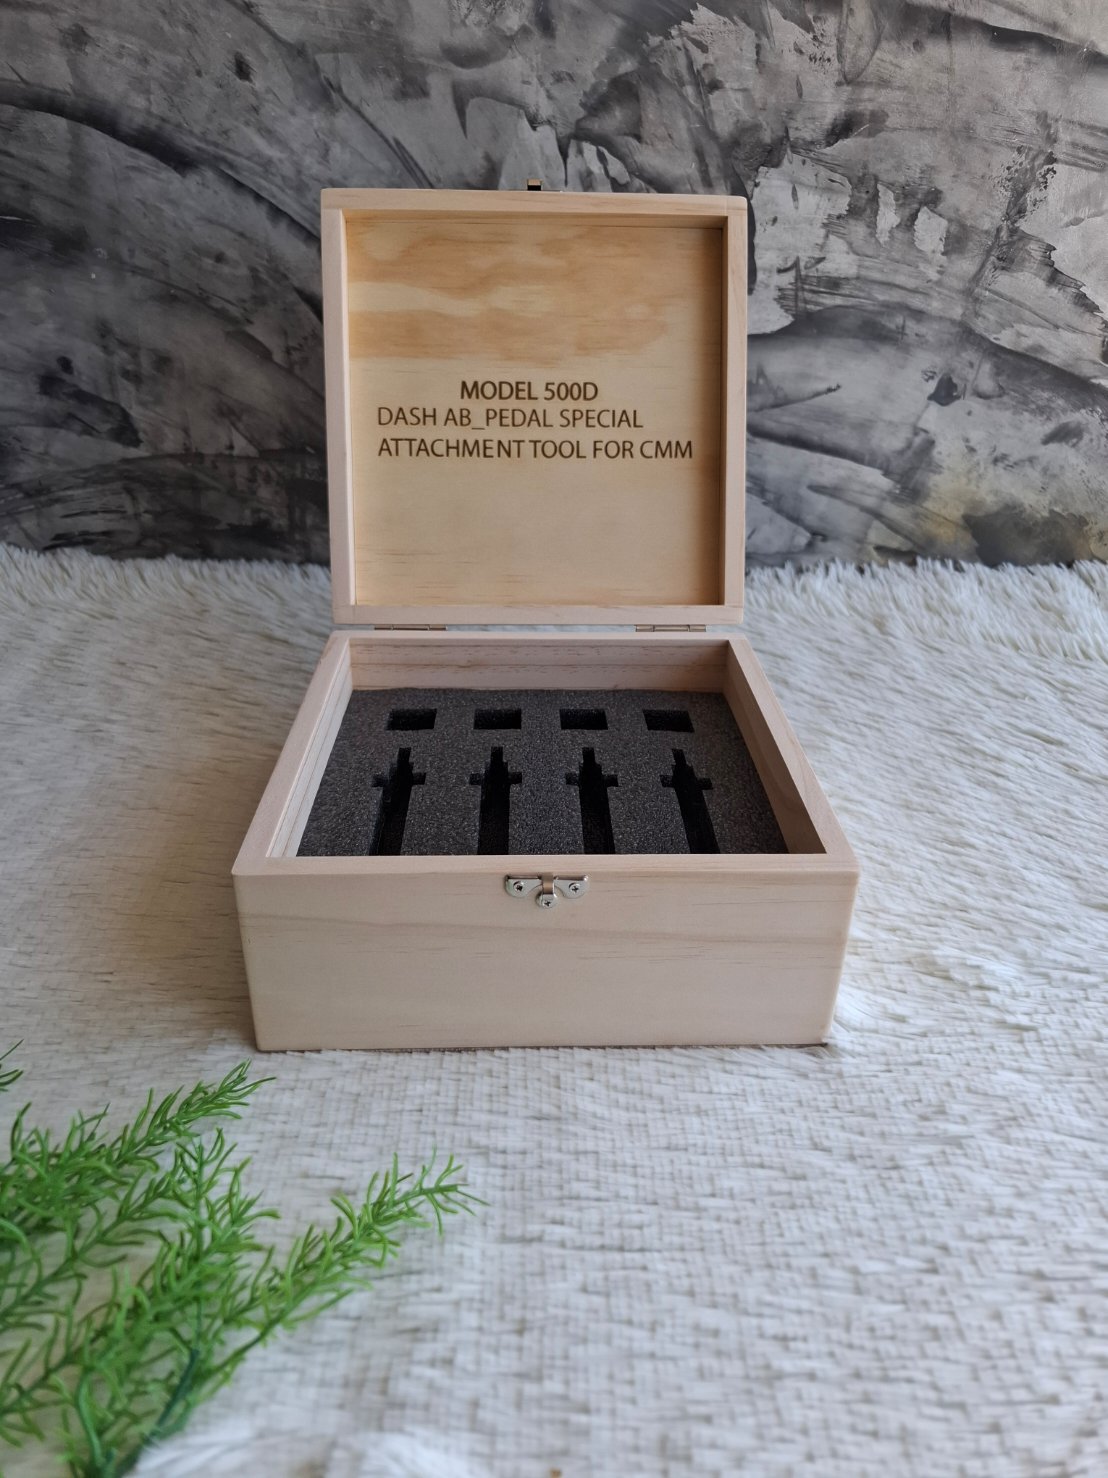 MODEL 500D
DASH AB_PEDAL SPECIAL
ATTACHMENT TOOL FOR CMM